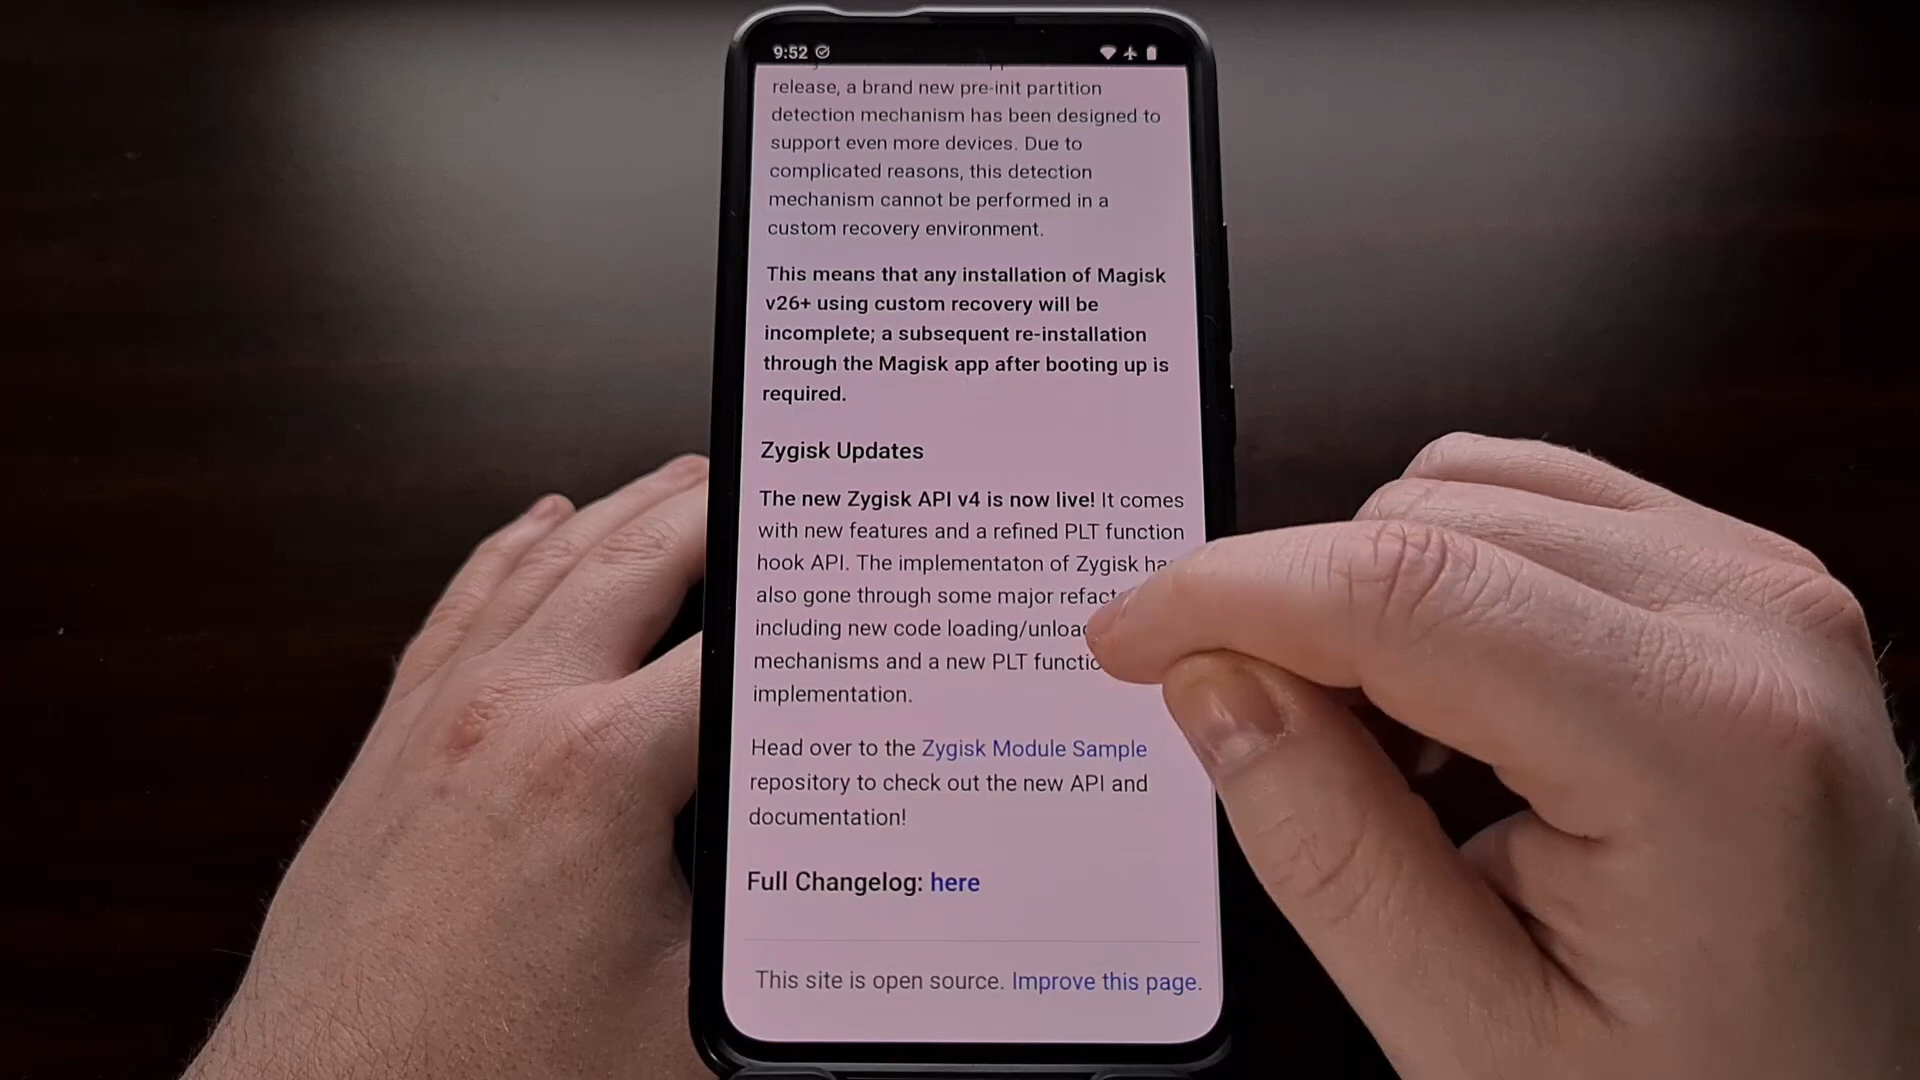 9:52
release, a brand new pre-init partition
detection mechanism has been designed to
support even more devices. Due to
complicated reasons, this detection
mechanism cannot be performed in a
custom recovery environment.
This means that any installation of Magisk
v26+ using custom recovery will be
incomplete; a subsequent re-installation
through the Magisk app after booting up is
required.
Zygisk Updates
The new Zygisk API v4 is now live! It comes
with new features and a refined PLT function
hook API. The implementaton of Zygisk
also gone through some major
including new code
mechanisms and a new PLT
implementation.
Head over to the Zygisk Module Sample
repository to check out the new API and
documentation!
Full Changelog: here
This site is open source. Improve this page.